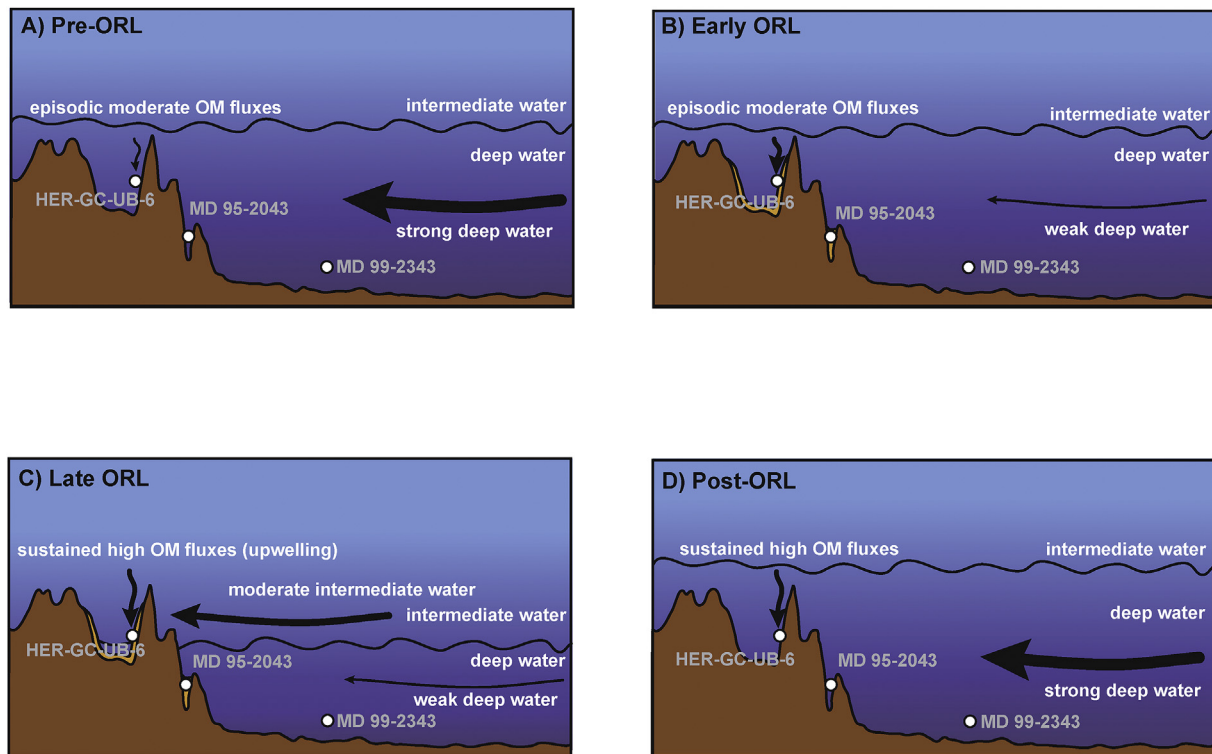 A) Pre-ORL
episodic moderate OM fluxes
intermediate water
deep water
HER-GC-UB-6
MD 95-2043
strong deep water
MD 99-2343
B) Early ORL
episodic moderate OM fluxes
intermediate water
deep water
HER-GC-UB-6
MD 95-2043
weak deep water
MD 99-2343
C) Late ORL
sustained high OM fluxes (upwelling)
moderate intermediate water
intermediate water
HER-GC-UB-6
MD 95-2043
deep water
weak deep water
MD 99-2343
D) Post-ORL
sustained high OM fluxes
intermediate water
deep water
HER-GC-UB-6
MD 95-2043
strong deep water
MD 99-2343